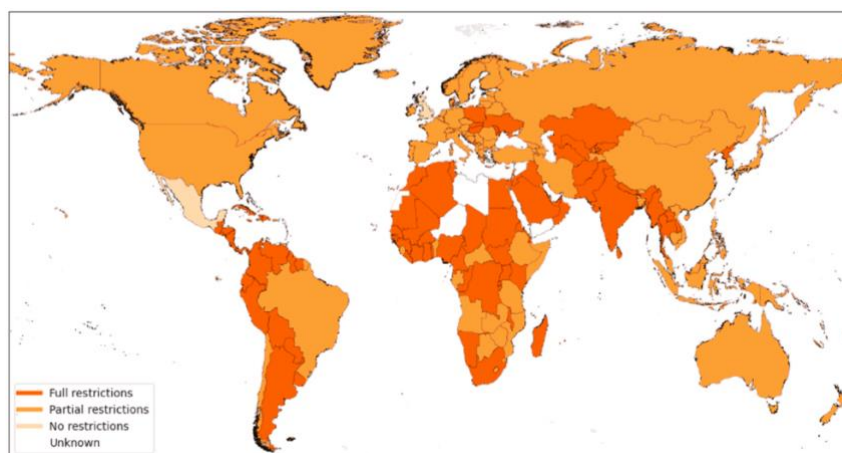 Full restrictions
Partial restrictions
No restrictions
Unknown